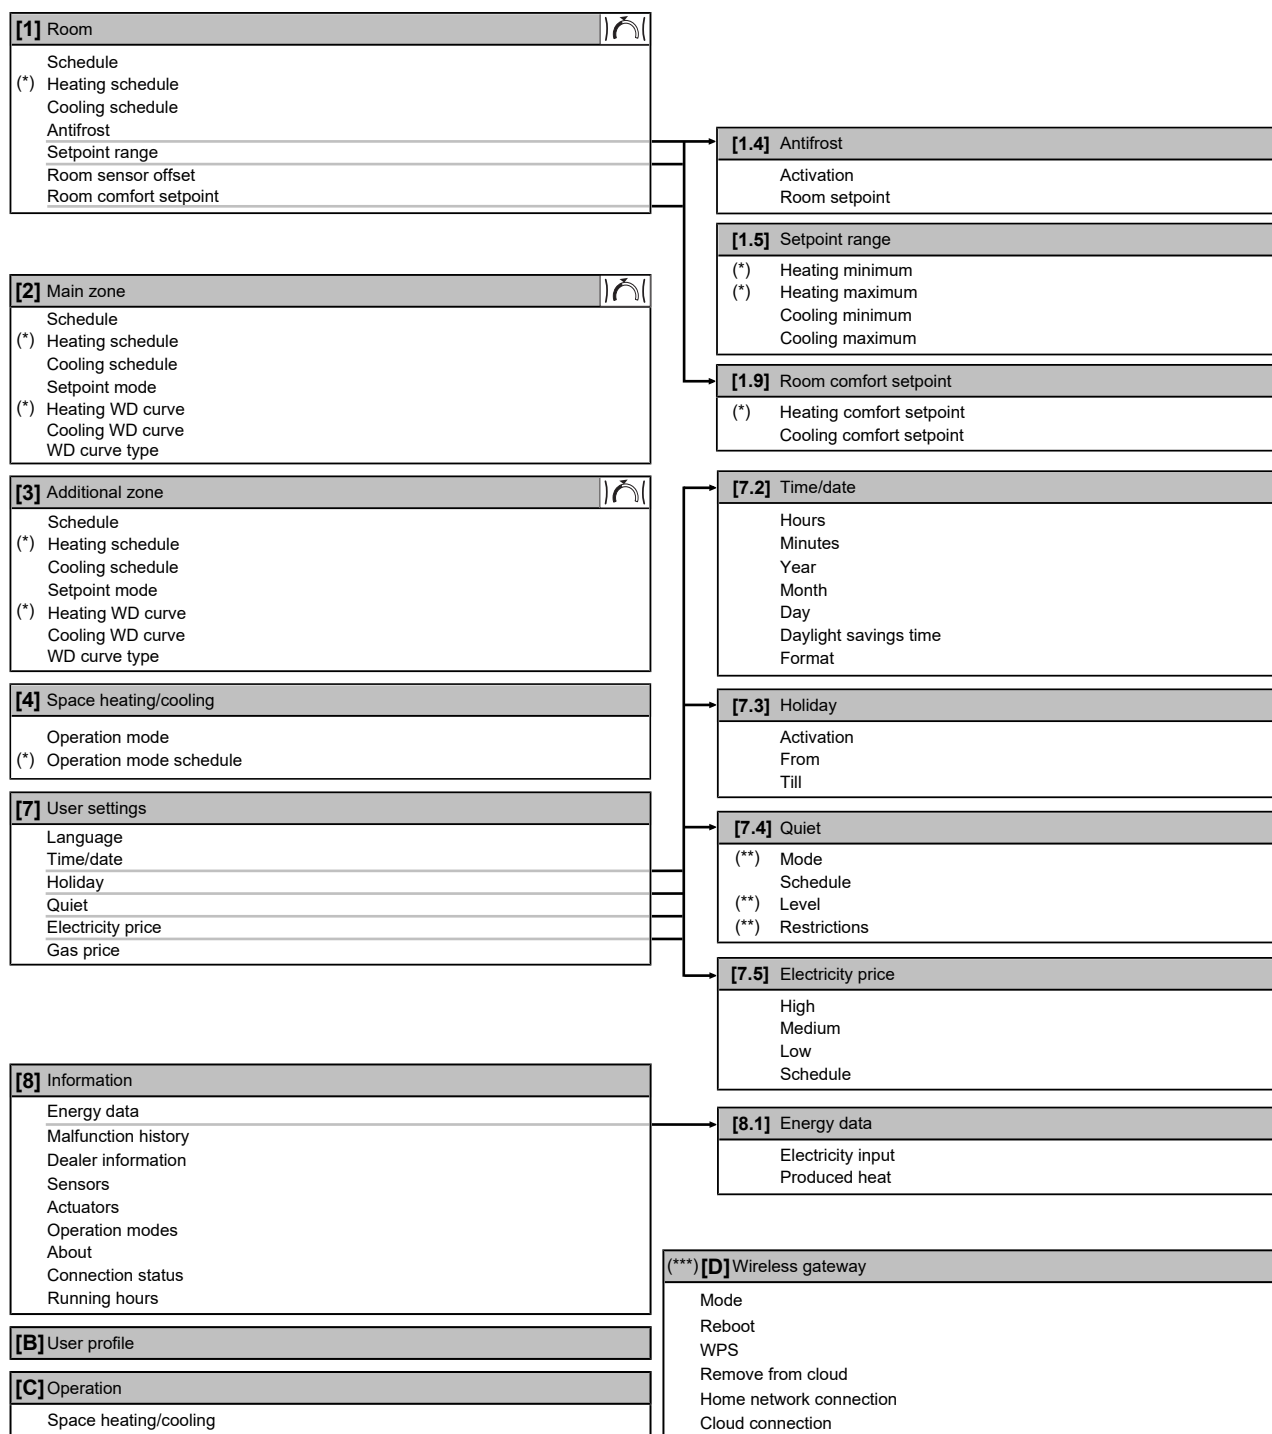 [1] Room
Schedule
(*) Heating schedule
Cooling schedule
Antifrost
Setpoint range
Room sensor offset
Room comfort setpoint
[1.4] Antifrost
Activation
Room setpoint
[1.5] Setpoint range
(*) Heating minimum
(*) Heating maximum
Cooling minimum
Cooling maximum
[1.9] Room comfort setpoint
(*) Heating comfort setpoint
Cooling comfort setpoint
[2] Main zone
Schedule
(*) Heating schedule
Cooling schedule
Setpoint mode
(*) Heating WD curve
Cooling WD curve
WD curve type
[3] Additional zone
Schedule
(*) Heating schedule
Cooling schedule
Setpoint mode
(*) Heating WD curve
Cooling WD curve
WD curve type
[4] Space heating/cooling
Operation mode
(*) Operation mode schedule
[7] User settings
Language
Time/date
Holiday
Quiet
Electricity price
Gas price
[7.2] Time/date
Hours
Minutes
Year
Month
Day
Daylight savings time
Format
[7.3] Holiday
Activation
From
Till
[7.4] Quiet
(**) Mode
Schedule
(**) Level
(**) Restrictions
[7.5] Electricity price
High
Medium
Low
Schedule
[8] Information
Energy data
Malfunction history
Dealer information
Sensors
Actuators
Operation modes
About
Connection status
Running hours
[8.1] Energy data
Electricity input
Produced heat
[B] User profile
[C] Operation
Space heating/cooling
(***) [D] Wireless gateway
Mode
Reboot
WPS
Remove from cloud
Home network connection
Cloud connection